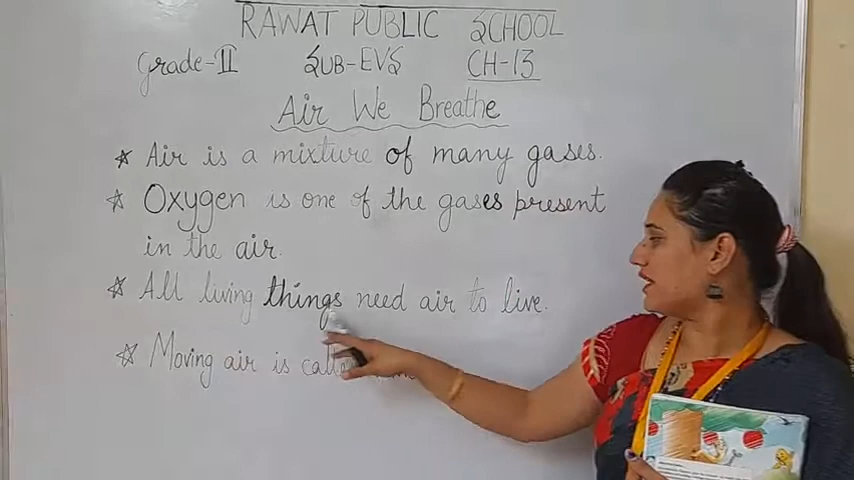 RAWAT PUBLIC SCHOOL
Grade-II SUB-EVS CH-13
Air We Breathe
☆ Air is a mixture of many gases.
☆ Oxygen is one of the gases present
in the air.
☆ All living things need air to live.
☆ Moving air is